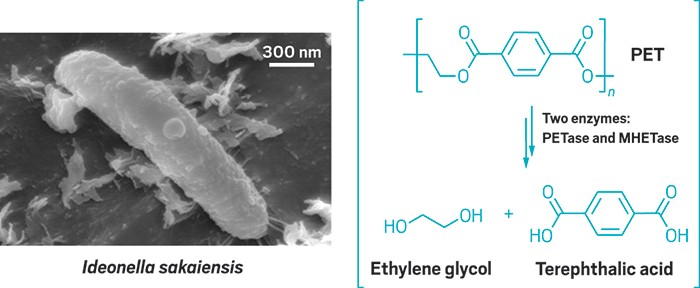 300 nm
Ideonella sakaiensis
O
O
O
O
n
PET
Two enzymes:
PETase and MHETase
HO
OH
+
O
HO
O
OH
Ethylene glycol
Terephthalic acid